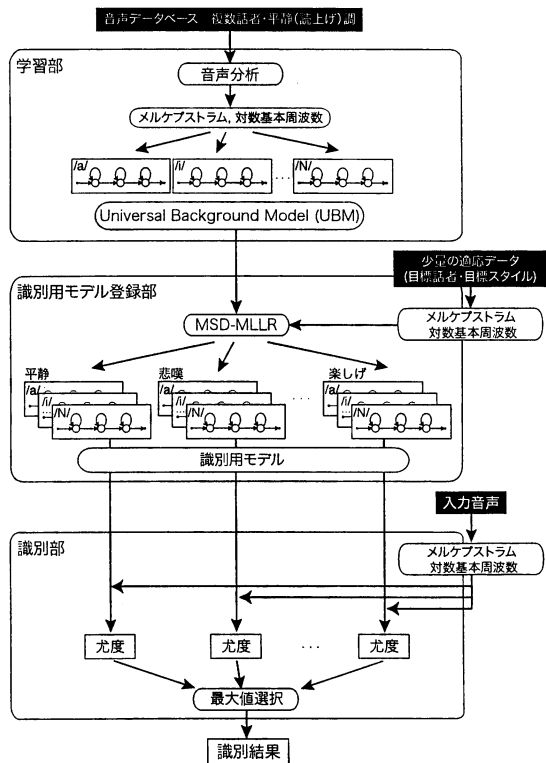 音声データベース 複数話者・平静(読上げ)調
学習部
音声分析
メルケプストラム, 対数基本周波数
/a/
/i/
...
/N/
Universal Background Model (UBM)
少量の適応データ
(目標話者・目標スタイル)
識別用モデル登録部
メルケプストラム
対数基本周波数
MSD-MLLR
平静
悲嘆
楽しげ
/a/
/i/
/N/
/a/
/i/
/N/
...
/a/
/i/
/N/
識別用モデル
入力音声
識別部
メルケプストラム
対数基本周波数
尤度
尤度
...
尤度
最大値選択
識別結果